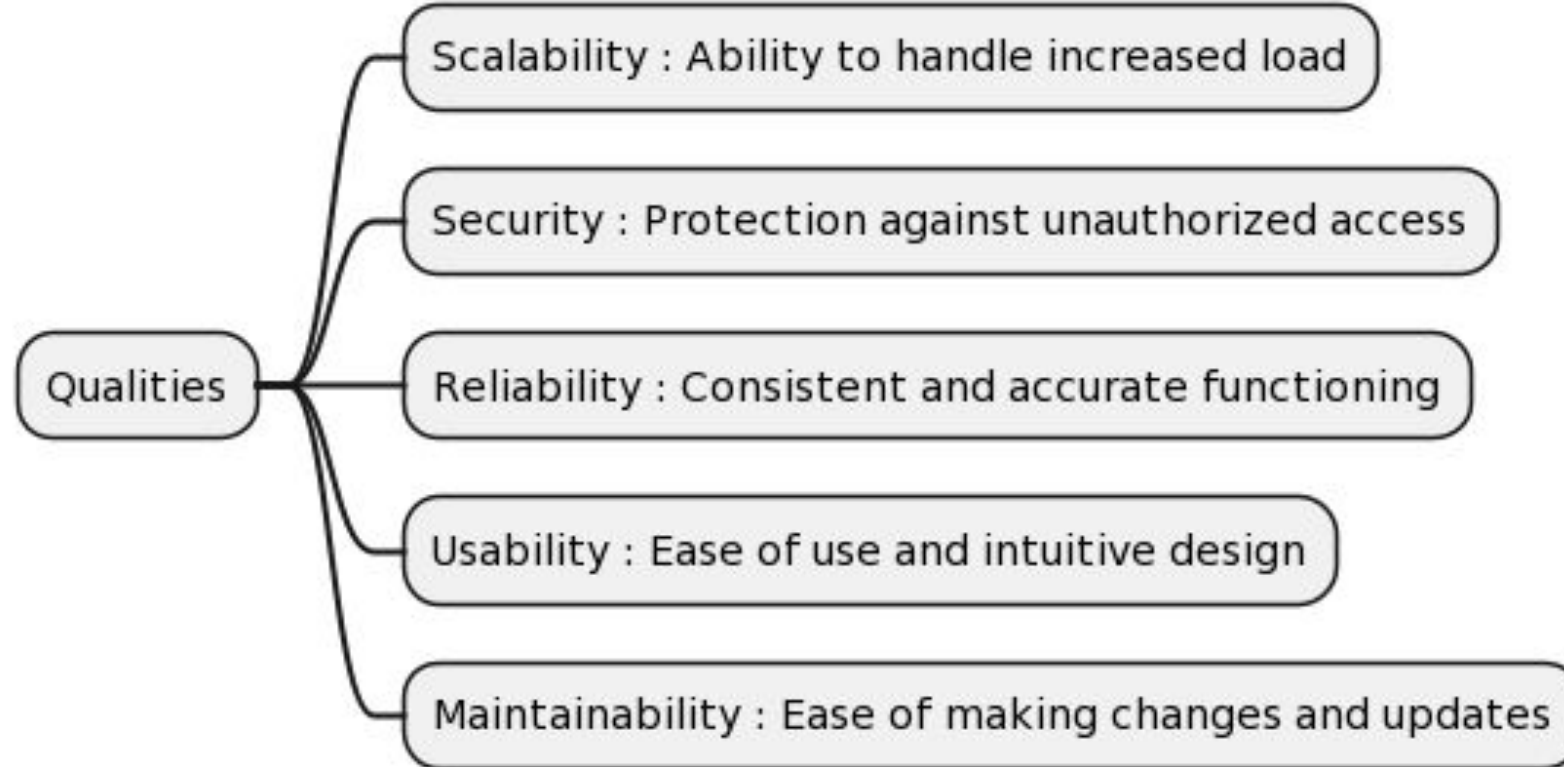 Scalability : Ability to handle increased load
Security : Protection against unauthorized access
Qualities
Reliability : Consistent and accurate functioning
Usability : Ease of use and intuitive design
Maintainability : Ease of making changes and updates